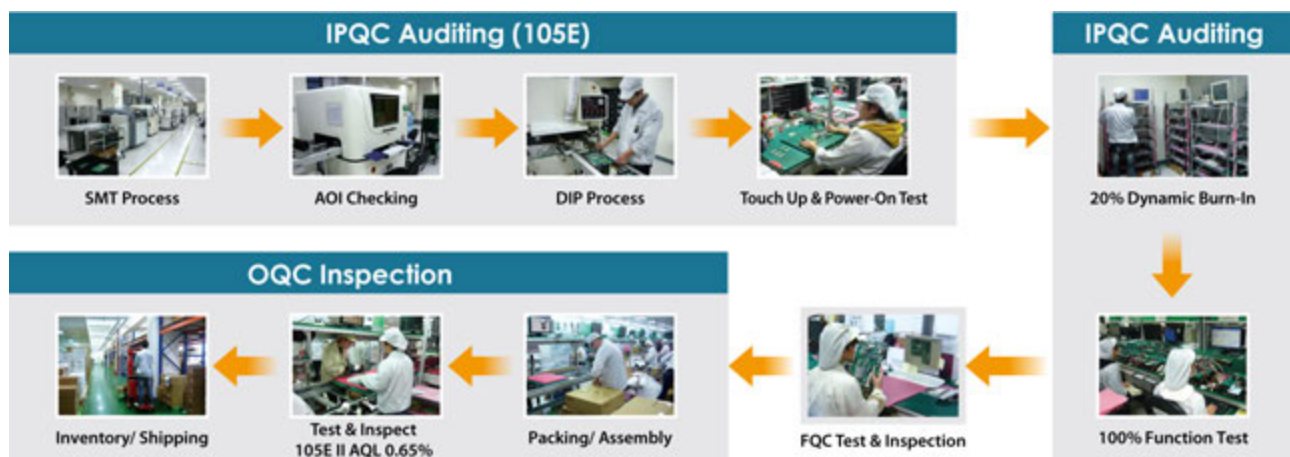 IPQC Auditing (105E)
IPQC Auditing
SMT Process
AOI Checking
DIP Process
Touch Up & Power-On Test
20% Dynamic Burn-In
OQC Inspection
Inventory/ Shipping
Test & Inspect
105E II AQL 0.65%
Packing/ Assembly
FQC Test & Inspection
100% Function Test